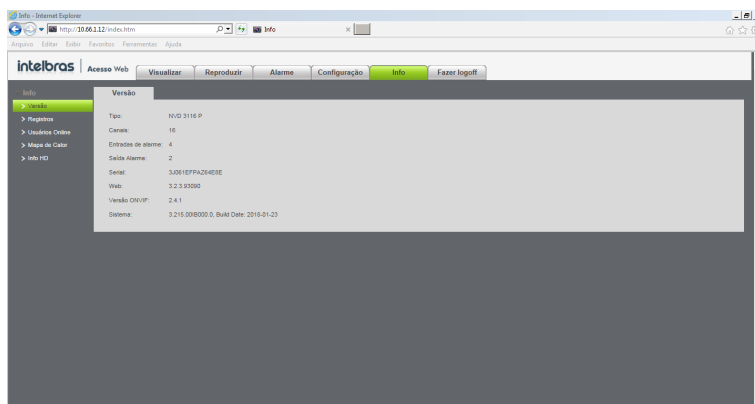 Info - Internet Explorer
http://10.66.1.12/index.htm
Info
Arquivo Editar Exibir Favoritos Ferramentas Ajuda
intelbras Acesso Web
Visualizar Reproduzir Alarme Configuração Info Fazer logoff
Info
> Versão
> Registros
> Usuários Online
> Mapa de Calor
> Info HD
Versão
Tipo: NVD 3116 P
Canais: 16
Entradas de alarme: 4
Saída Alarme: 2
Serial: 3J061EFPAZ64E8E
Web: 3.2.3.93090
Versão ONVIF: 2.4.1
Sistema: 3.215.00IB000.0, Build Date: 2016-01-23